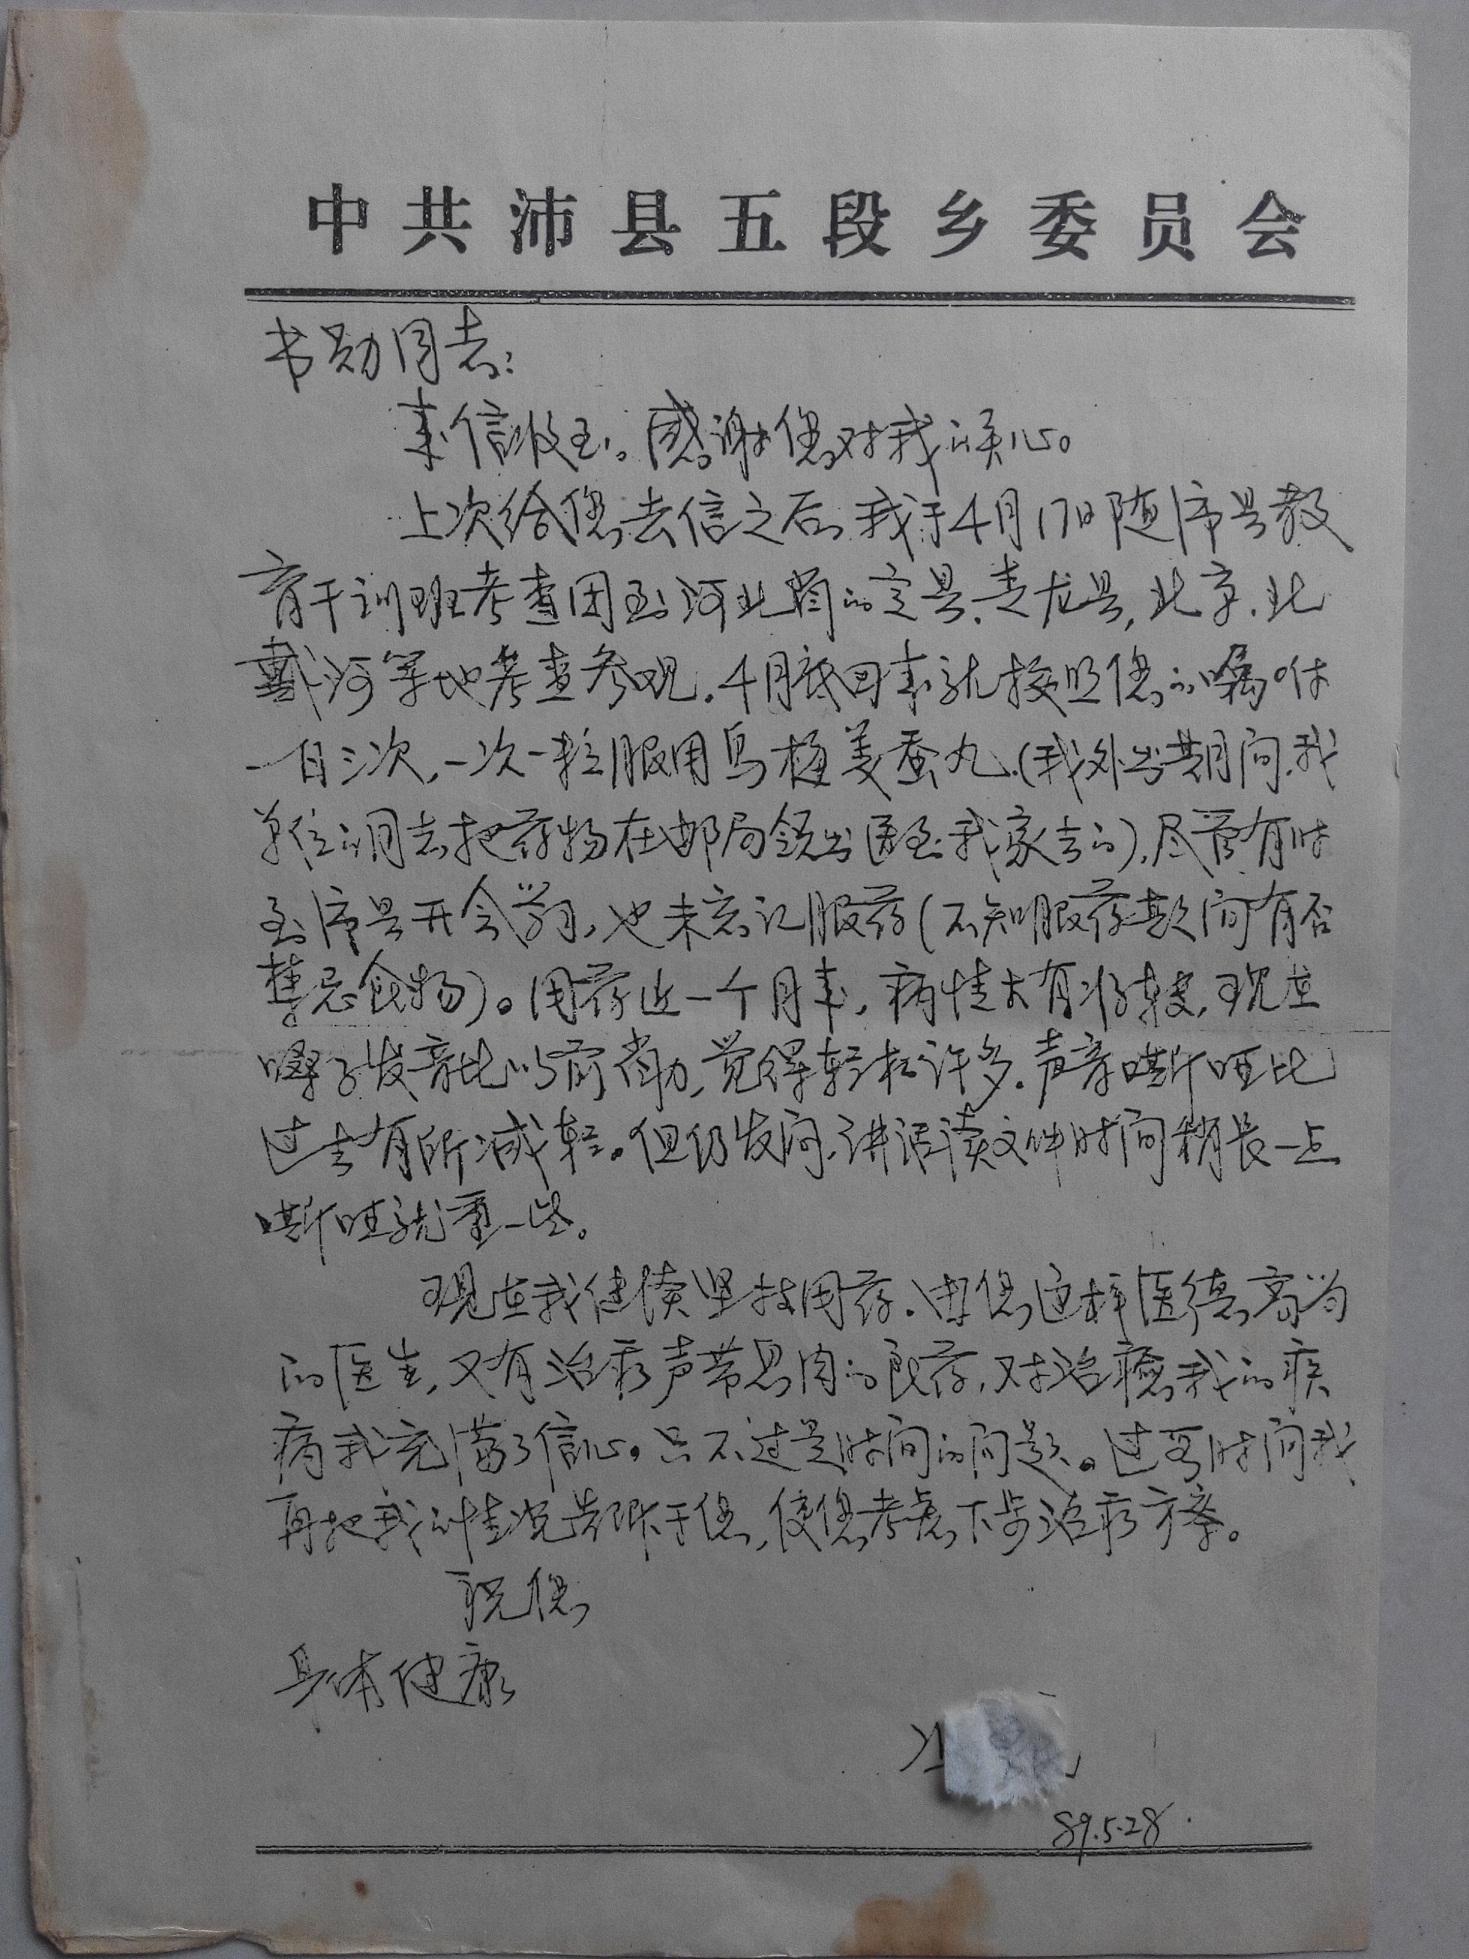 中共沛县五段乡委员会
书勋同志：
来信收到。感谢您对我的关心。
上次给您去信之后，我于4月17日随沛县教
育干训班考查团到河北省的定县、青龙县，北京、北
戴河等地考查参观。4月底回来就按照您的嘱咐
一日三次，一次一粒服用乌梅姜蚕丸。（我外出期间，我
单位的同志把药物在邮局领出送到我家去的），尽管有时
到沛县开会学习，也未忘记服药（不知服药期间有否
禁忌食物）。用药近一个月来，病情大有好转，现在
嗓子发音比以前省力，觉得轻松许多。声音嘶哑比
过去有所减轻。但仍发闷，讲话读文件时间稍长一点
嘶哑就重一些。
现在我继续坚持用药。由您这样医德高尚
的医生，又有治疗声带息肉的良药，对治愈我的疾
病我充满了信心。只不过是时间的问题。过些时间我
再把我的情况告诉于您，使您考虑下步治疗方案。
祝您
身体健康
89.5.28.